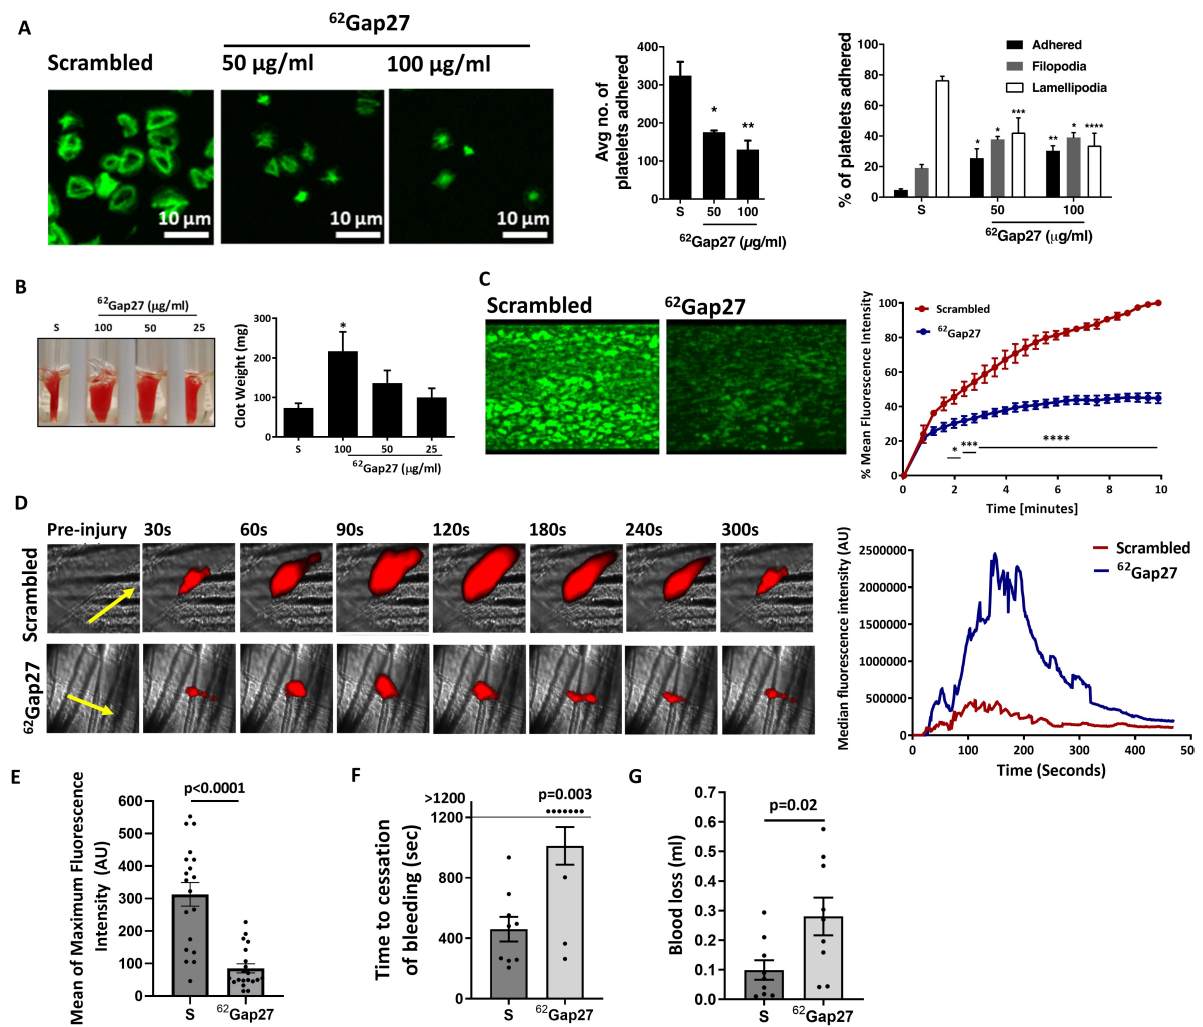 A
62Gap27
Scrambled
50 µg/ml
100 µg/ml
10 µm
10 µm
10 µm
Avg no. of
platelets adhered
400
300
200
100
0
*
**
S
50
100
62Gap27 (µg/ml)
% of platelets adhered
100
80
60
40
20
0
Adhered
Filopodia
Lamellipodia
*
*
***
**
*
****
S
50
100
62Gap27 (µg/ml)
B
62Gap27 (µg/ml)
S
100
50
25
Clot Weight (mg)
300
200
100
0
*
S
100
50
25
62Gap27 (µg/ml)
C
Scrambled
62Gap27
% Mean Fluorescence Intensity
100
80
60
40
20
0
Scrambled
62Gap27
*
***
****
0
2
4
6
8
10
Time [minutes]
D
Pre-injury
30s
60s
90s
120s
180s
240s
300s
Scrambled
62Gap27
Median fluorescence intensity (AU)
2500000
2000000
1500000
1000000
500000
0
Scrambled
62Gap27
0
100
200
300
400
Time (Seconds)
E
Mean of Maximum Fluorescence
Intensity (AU)
600
500
400
300
200
100
0
p<0.0001
S
62Gap27
F
Time to cessation
of bleeding (sec)
>1200
1200
800
400
0
p=0.003
S
62Gap27
G
Blood loss (ml)
0.7
0.6
0.5
0.4
0.3
0.2
0.1
0.0
p=0.02
S
62Gap27